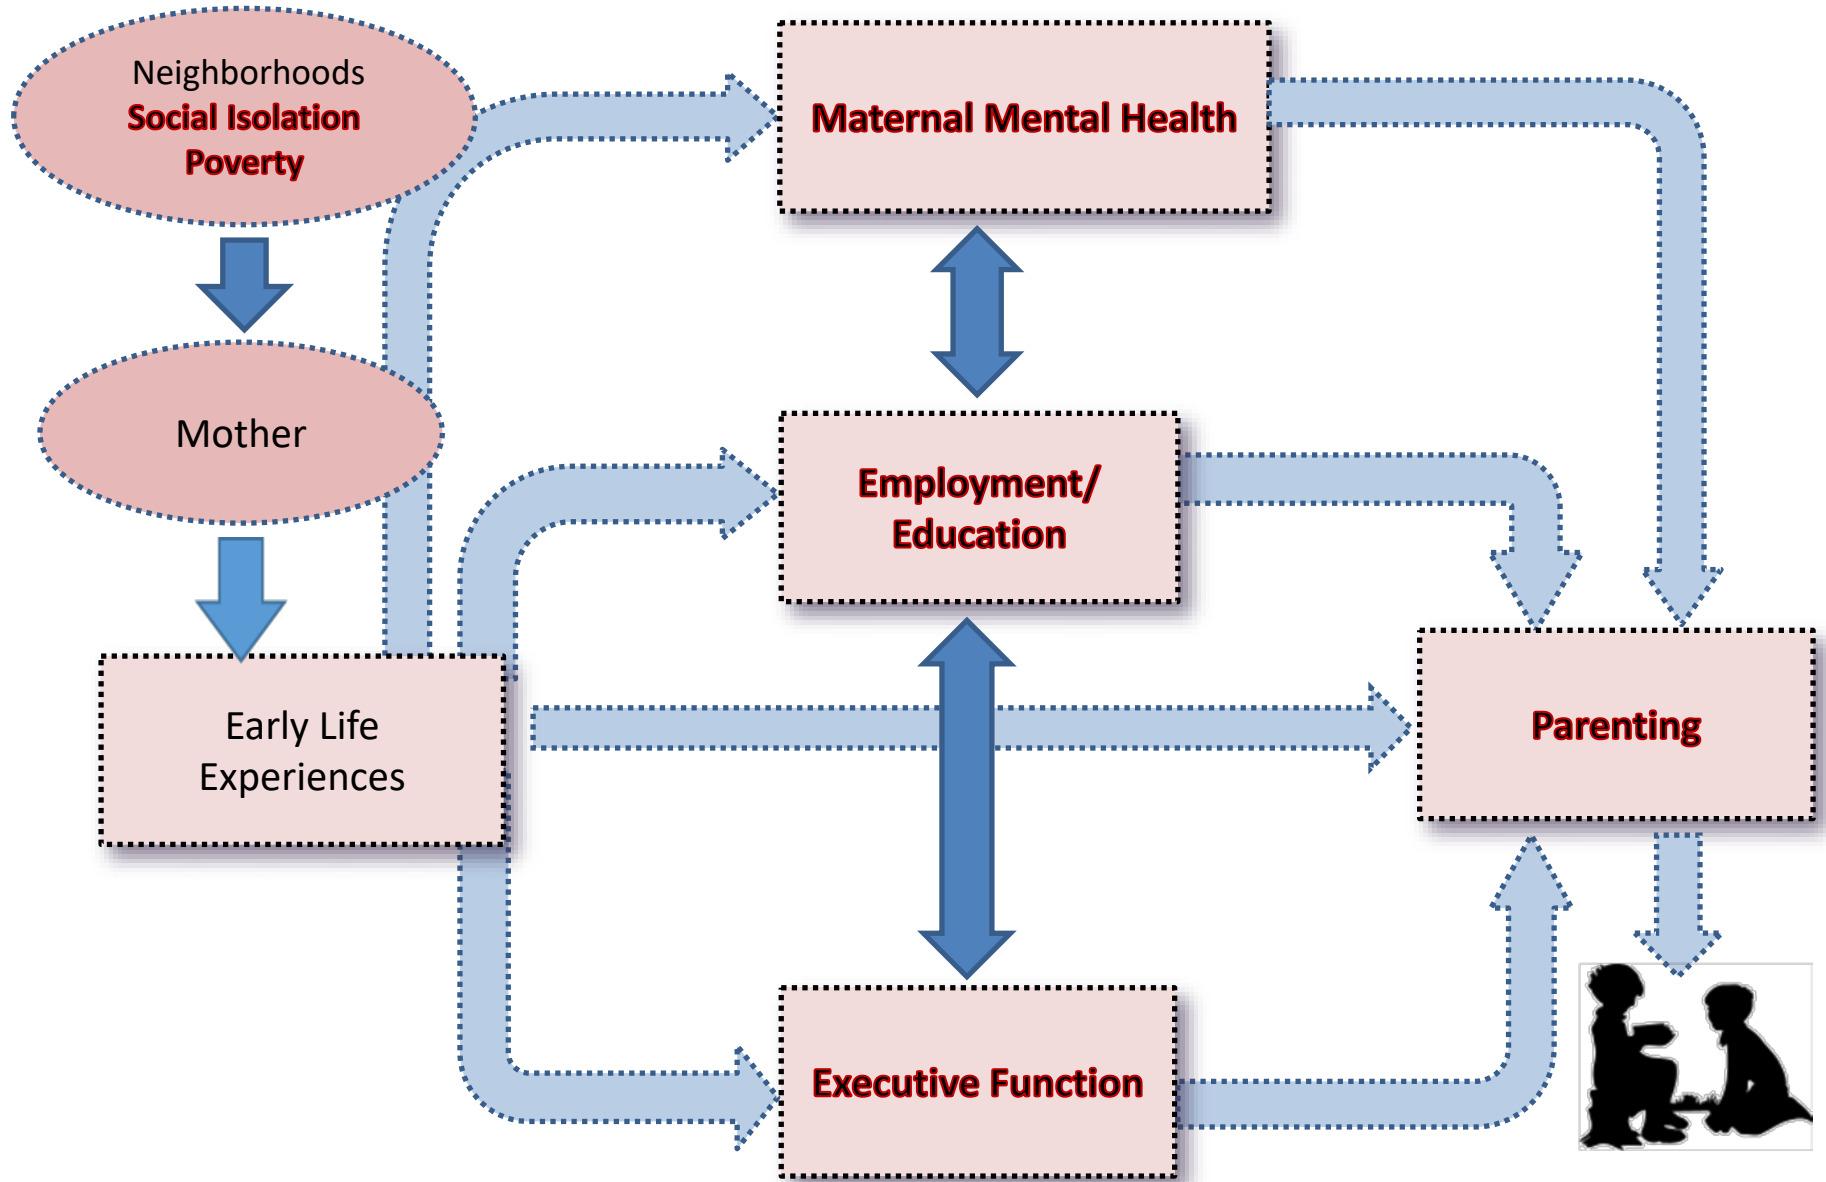 Neighborhoods
Social Isolation
Poverty
Maternal Mental Health
Mother
Employment/
Education
Early Life
Experiences
Parenting
Executive Function